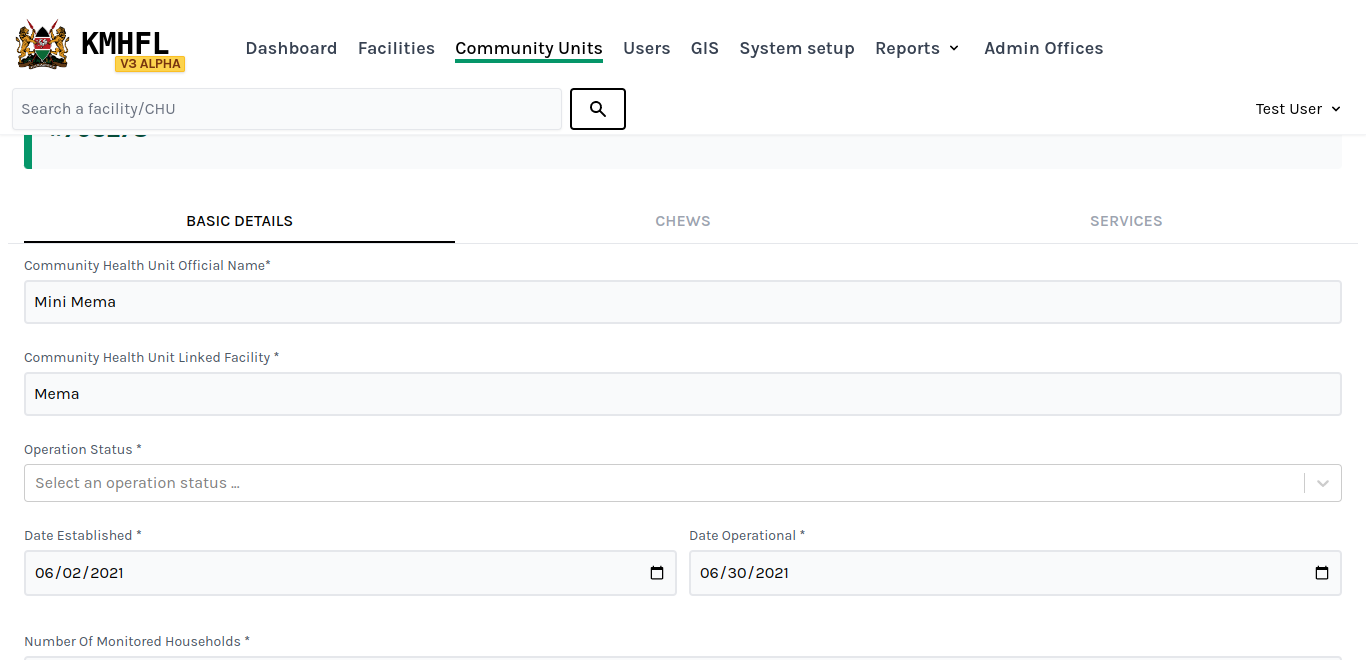 KMHFL
V3 ALPHA
Dashboard Facilities Community Units Users GIS System setup Reports Admin Offices
Search a facility/CHU
Test User
BASIC DETAILS CHEWS SERVICES
Community Health Unit Official Name*
Mini Mema
Community Health Unit Linked Facility *
Mema
Operation Status *
Select an operation status ...
Date Established * Date Operational *
06/02/2021 06/30/2021
Number Of Monitored Households *